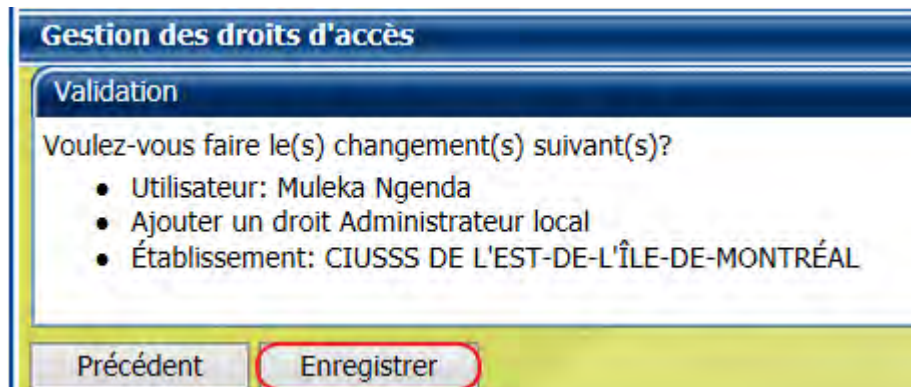 Gestion des droits d'accès
Validation
Voulez-vous faire le(s) changement(s) suivant(s)?
• Utilisateur: Muleka Ngenda
• Ajouter un droit Administrateur local
• Établissement: CIUSSS DE L'EST-DE-L'ÎLE-DE-MONTRÉAL
Précédent Enregistrer